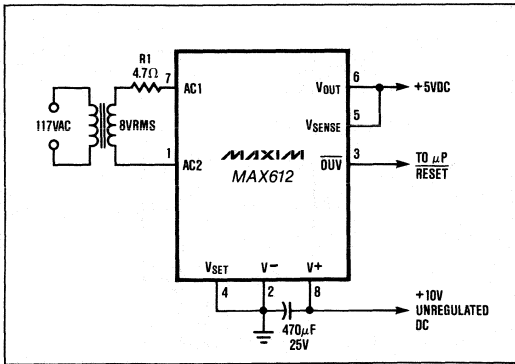 R1
4.7Ω
7
AC1
6
VOUT
+5VDC
5
VSENSE
117VAC
8VRMS
1
AC2
MAXIM
MAX612
3
OUV
TO µP
RESET
VSET
V−
V+
4
2
8
+10V
UNREGULATED
DC
470µF
25V